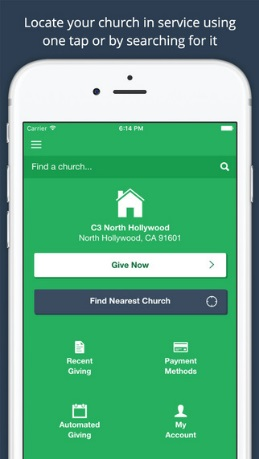 Locate your church in service using
one tap or by searching for it
Carrier 6:14 PM
Find a church...
C3 North Hollywood
North Hollywood, CA 91601
Give Now
Find Nearest Church
Recent
Giving
Payment
Methods
Automated
Giving
My
Account